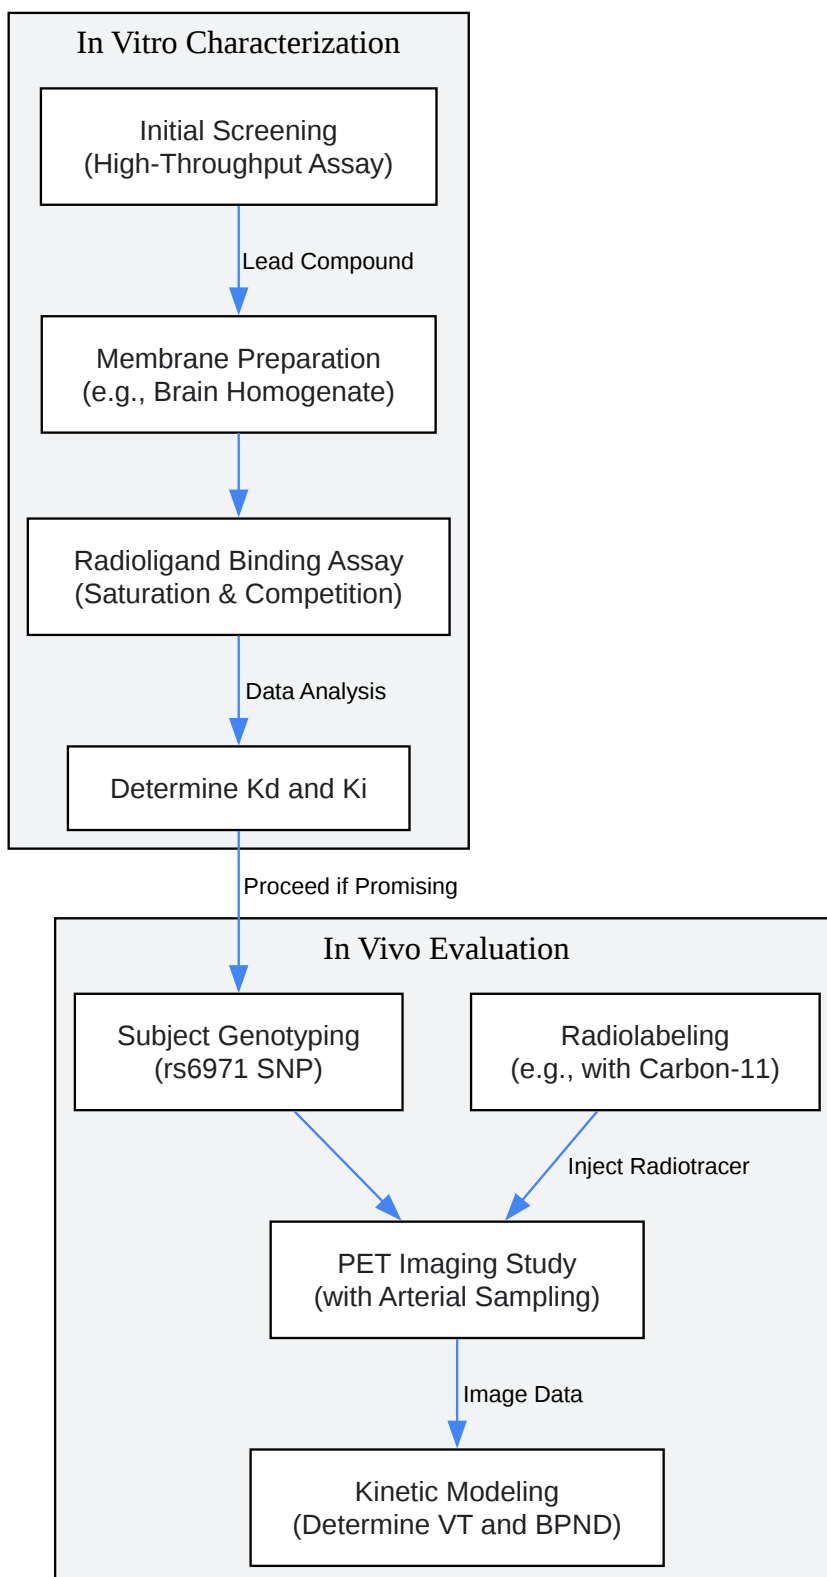 In Vitro Characterization
Initial Screening
(High-Throughput Assay)
Lead Compound
Membrane Preparation
(e.g., Brain Homogenate)
Radioligand Binding Assay
(Saturation & Competition)
Data Analysis
Determine Kd and Ki
Proceed if Promising
In Vivo Evaluation
Subject Genotyping
(rs6971 SNP)
Radiolabeling
(e.g., with Carbon-11)
Inject Radiotracer
PET Imaging Study
(with Arterial Sampling)
Image Data
Kinetic Modeling
(Determine VT and BPND)